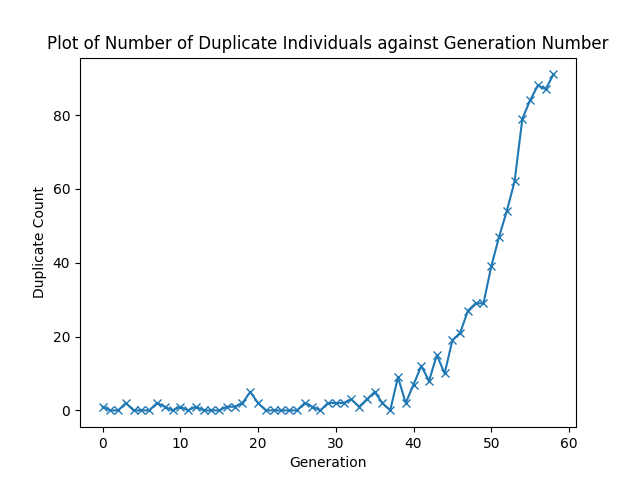 Plot of Number of Duplicate Individuals against Generation Number
80
60
40
20
0
Duplicate Count
0 10 20 30 40 50 60
Generation